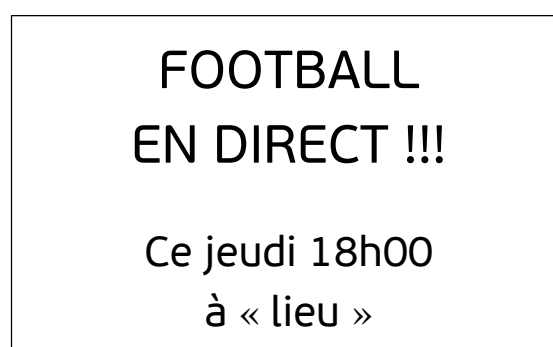 FOOTBALL
EN DIRECT !!!
Ce jeudi 18h00
à « lieu »